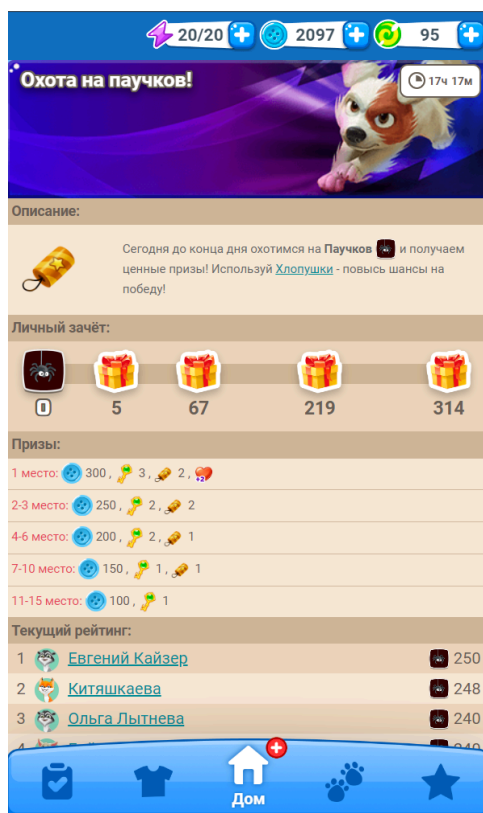 20/20 2097 95
Охота на паучков! 17ч 17м
Описание:
Сегодня до конца дня охотимся на Паучков и получаем
ценные призы! Используй Хлопушки - повысь шансы на
победу!
Личный зачёт:
0 5 67 219 314
Призы:
1 место: 300, 3, 2, +2
2-3 место: 250, 2, 2
4-6 место: 200, 2, 1
7-10 место: 150, 1, 1
11-15 место: 100, 1
Текущий рейтинг:
1 Евгений Кайзер 250
2 Китяшкаева 248
3 Ольга Лытнева 240
Дом